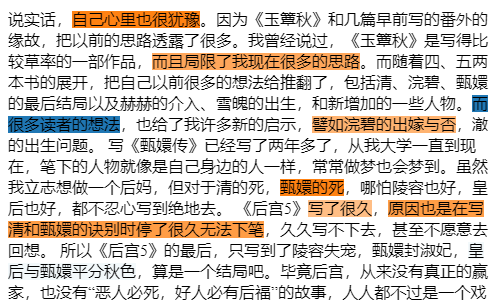 说实话，自己心里也很犹豫。因为《玉簟秋》和几篇早前写的番外的
缘故，把以前的思路透露了很多。我曾经说过，《玉簟秋》是写得比
较草率的一部作品，而且局限了我现在很多的思路。而随着四、五两
本书的展开，把自己以前很多的想法给推翻了，包括清、浣碧、甄嬛
的最后结局以及赫赫的介入、雪魄的出生，和新增加的一些人物。而
很多读者的想法，也给了我许多新的启示，譬如浣碧的出嫁与否，澈
的出生问题。 写《甄嬛传》已经写了两年多了，从我大学一直到现
在，笔下的人物就像是自己身边的人一样，常常做梦也会梦到。虽然
我立志想做一个后妈，但对于清的死，甄嬛的死，哪怕陵容也好，皇
后也好，都不忍心写到绝地去。 《后宫5》写了很久，原因也是在写
清和甄嬛的诀别时停了很久无法下笔，久久写不下去，甚至不愿意去
回想。 所以《后宫5》的最后，只写到了陵容失宠，甄嬛封淑妃，皇
后与甄嬛平分秋色，算是一个结局吧。毕竟后宫，从来没有真正的赢
家，也没有“恶人必死，好人必有后福”的故事，人人都不过是一个戏